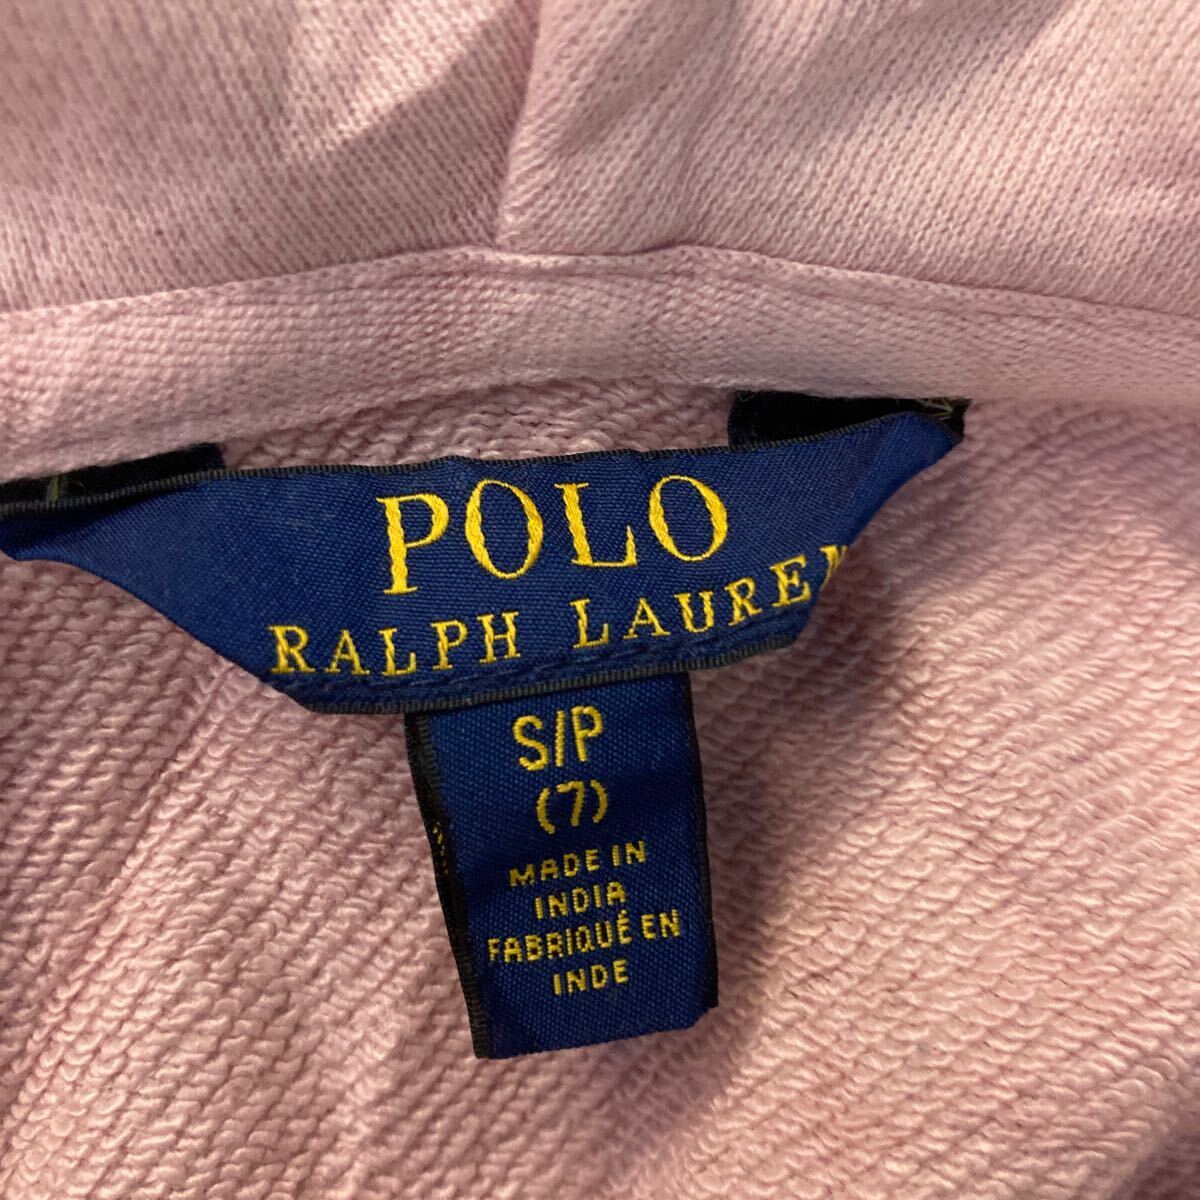 POLO
RALPH LAUREN
S/P
(7)
MADE IN
INDIA
FABRIQUÉ EN
INDE